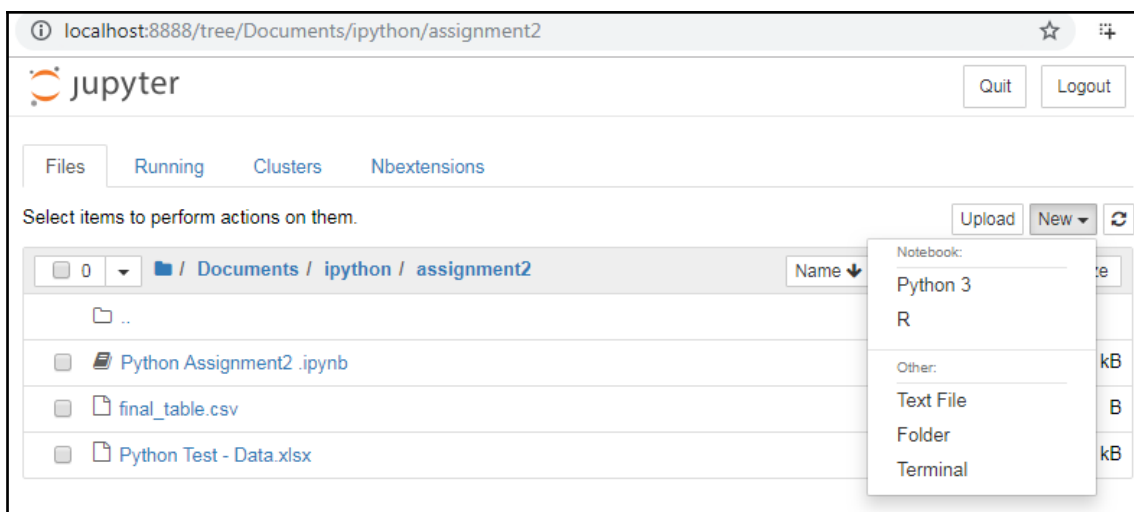 localhost:8888/tree/Documents/ipython/assignment2
jupyter
Quit Logout
Files Running Clusters Nbextensions
Select items to perform actions on them.
Upload New
0 / Documents / ipython / assignment2 Name ze
Notebook:
Python 3
..
R
Python Assignment2 .ipynb kB
Other:
final_table.csv B
Text File
Folder
Python Test - Data.xlsx kB
Terminal